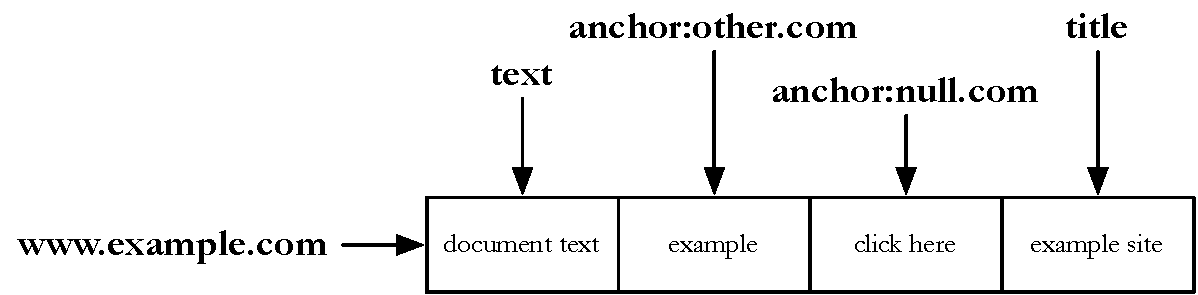 anchor:other.com
title
text
anchor:null.com
www.example.com
document text
example
click here
example site